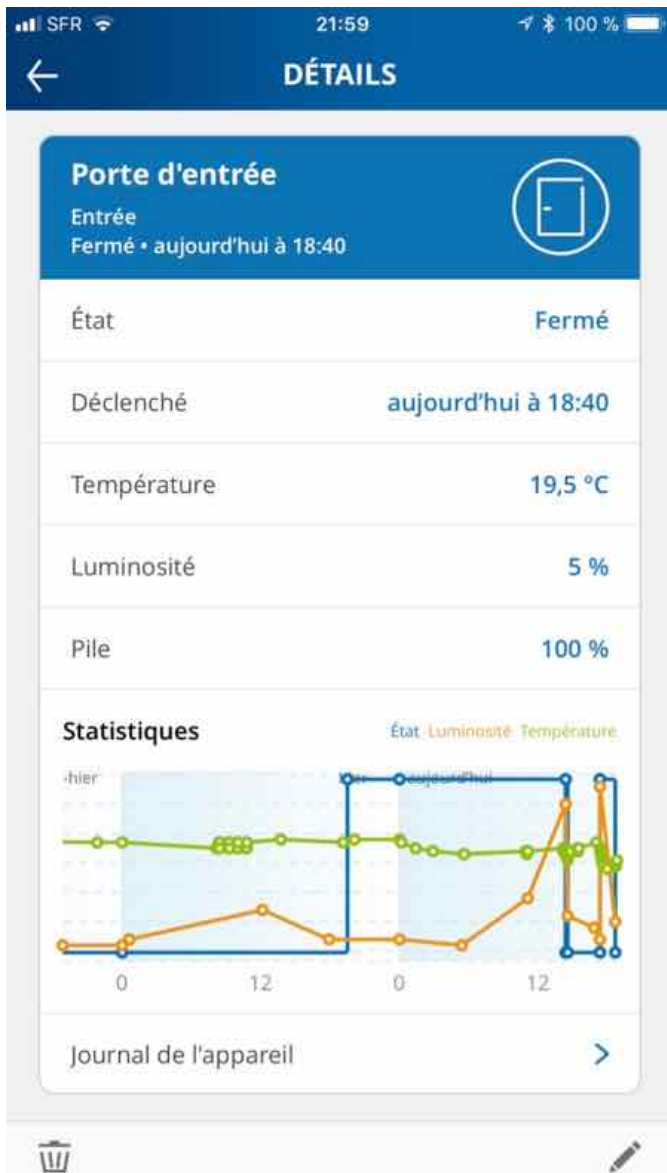 SFR 21:59 100 %
DÉTAILS
Porte d'entrée
Entrée
Fermé • aujourd'hui à 18:40
État Fermé
Déclenché aujourd'hui à 18:40
Température 19,5 °C
Luminosité 5 %
Pile 100 %
Statistiques État Luminosité Température
-hier hier aujourd'hui
0 12 0 12
Journal de l'appareil